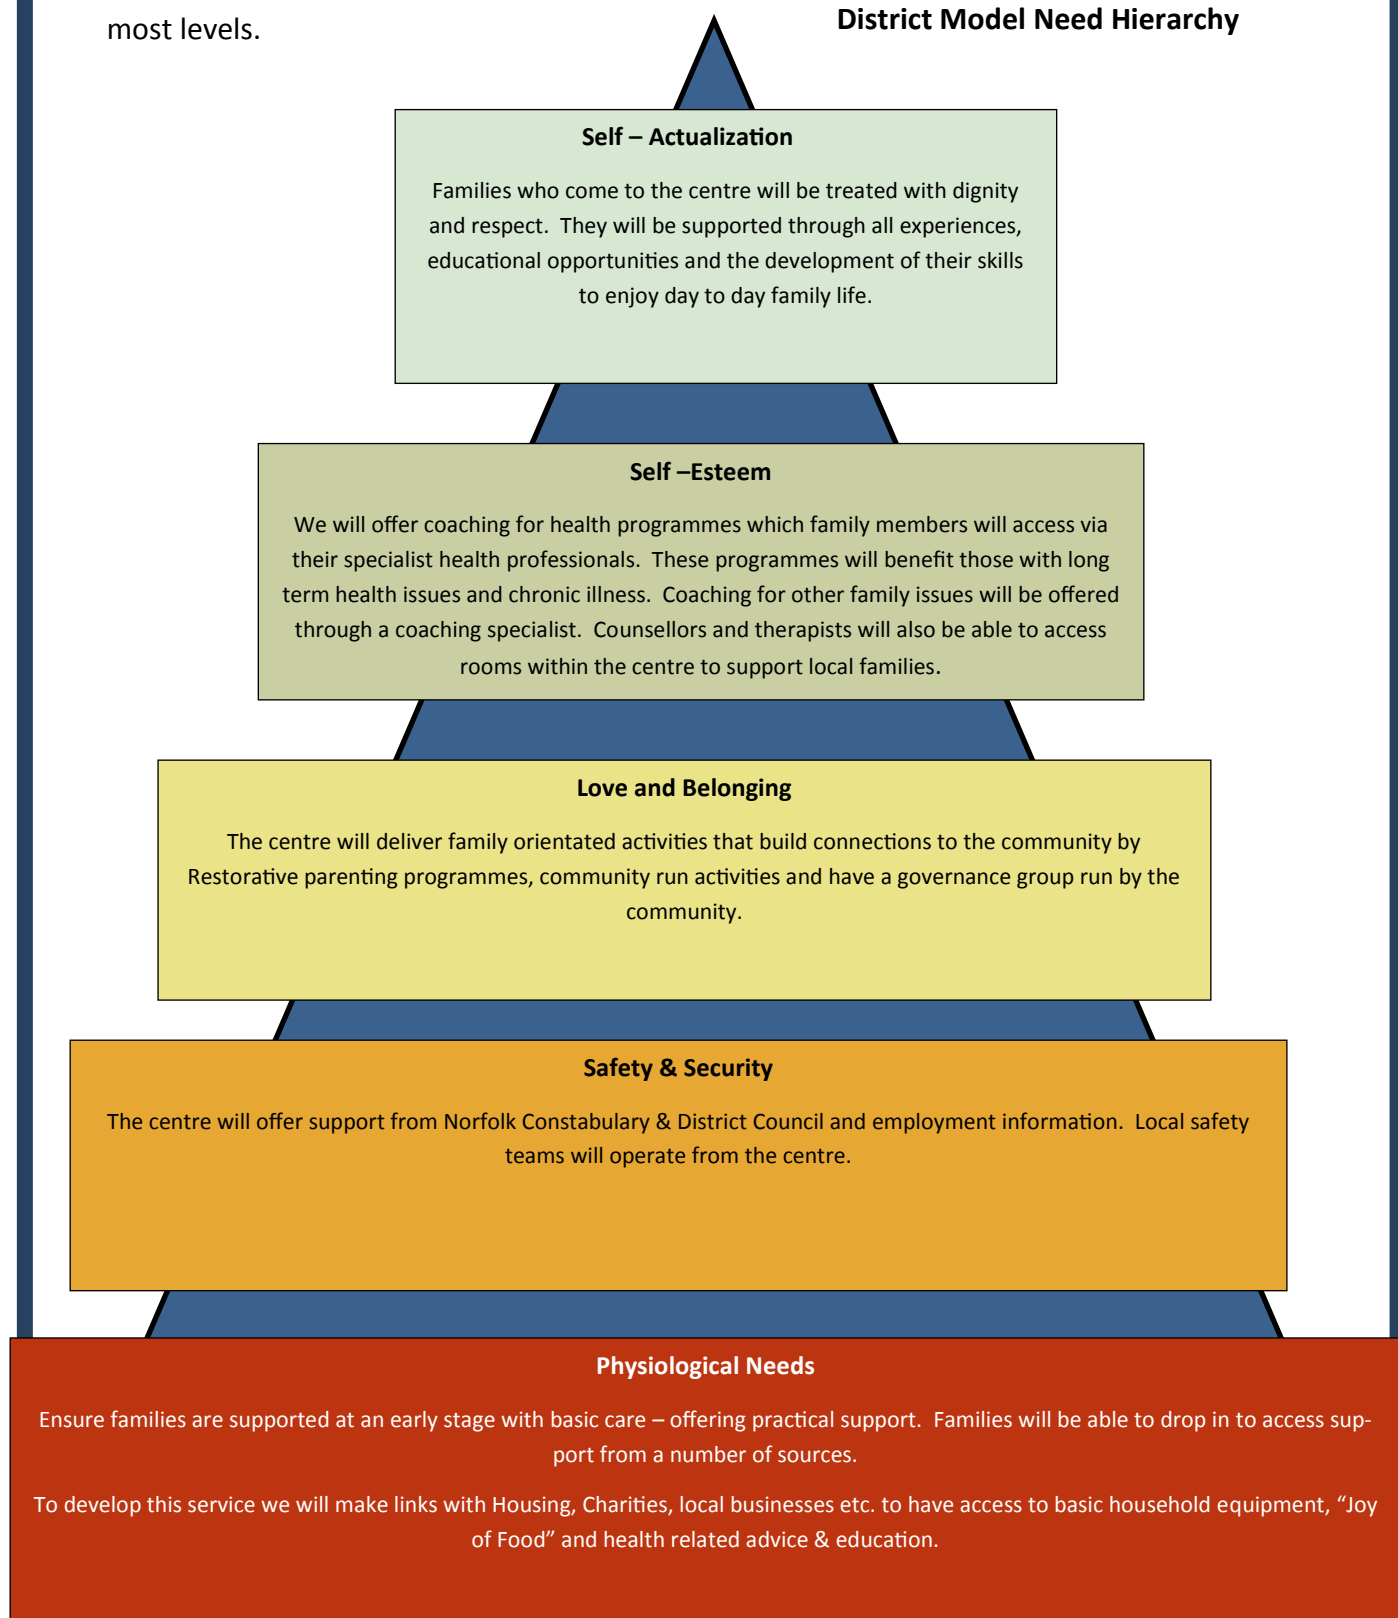 most levels.
District Model Need Hierarchy
Self – Actualization
Families who come to the centre will be treated with dignity
and respect.  They will be supported through all experiences,
educational opportunities and the development of their skills
to enjoy day to day family life.
Self –Esteem
We will offer coaching for health programmes which family members will access via
their specialist health professionals.  These programmes will benefit those with long
term health issues and chronic illness.  Coaching for other family issues will be offered
through a coaching specialist.  Counsellors and therapists will also be able to access
rooms within the centre to support local families.
Love and Belonging
The centre will deliver family orientated activities that build connections to the community by
Restorative parenting programmes, community run activities and have a governance group run by the
community.
Safety & Security
The centre will offer support from Norfolk Constabulary & District Council and employment information.  Local safety
teams will operate from the centre.
Physiological Needs
Ensure families are supported at an early stage with basic care – offering practical support.  Families will be able to drop in to access sup-
port from a number of sources.
To develop this service we will make links with Housing, Charities, local businesses etc. to have access to basic household equipment, “Joy
of Food” and health related advice & education.